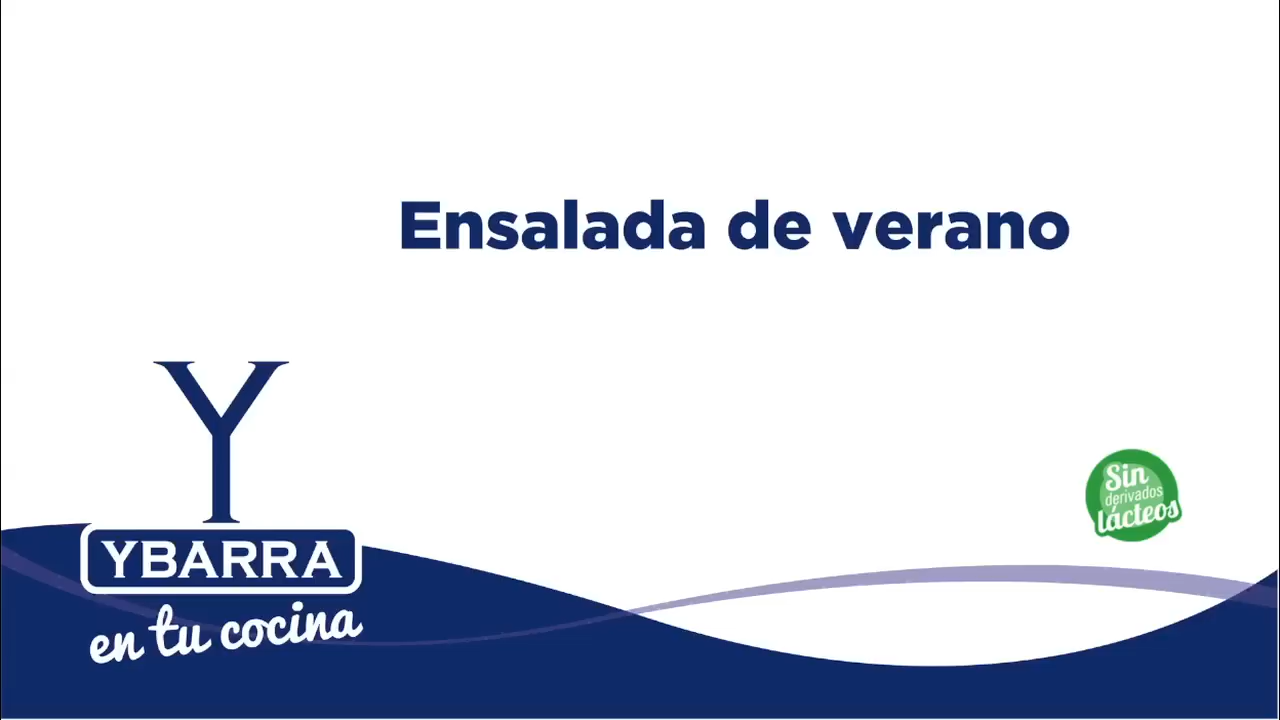 Ensalada de verano
Y
YBARRA
en tu cocina
Sin
derivados
lácteos